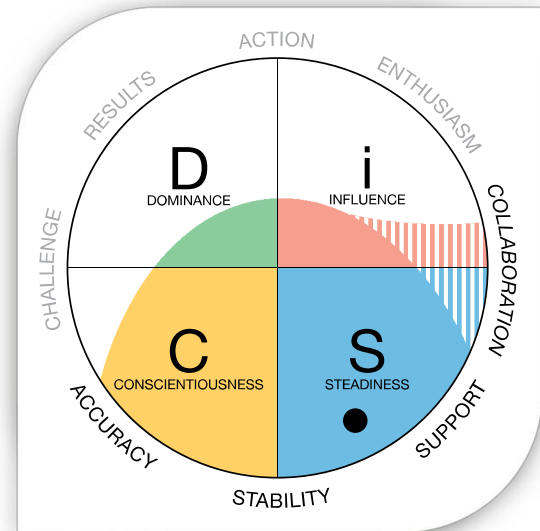 ACTION
RESULTS
ENTHUSIASM
D
DOMINANCE
i
INFLUENCE
CHALLENGE
COLLABORATION
C
CONSCIENTIOUSNESS
S
STEADINESS
ACCURACY
SUPPORT
STABILITY